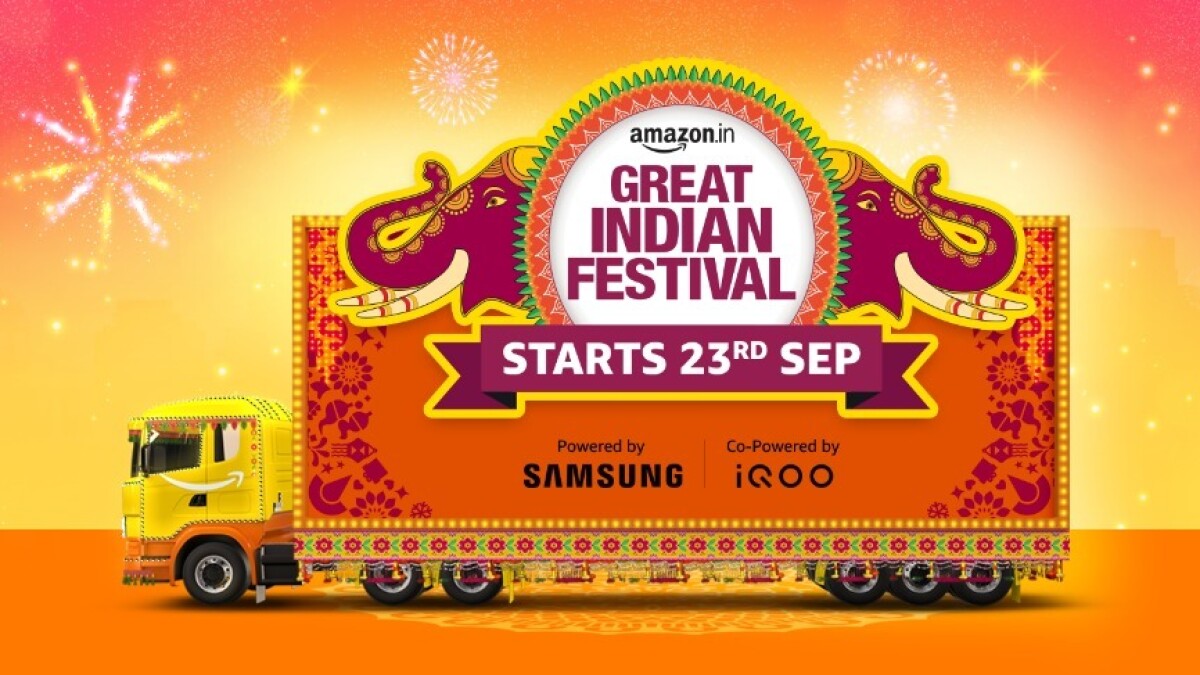 amazon.in
GREAT
INDIAN
FESTIVAL
STARTS 23RD SEP
Powered by
SAMSUNG
Co-Powered by
iQOO